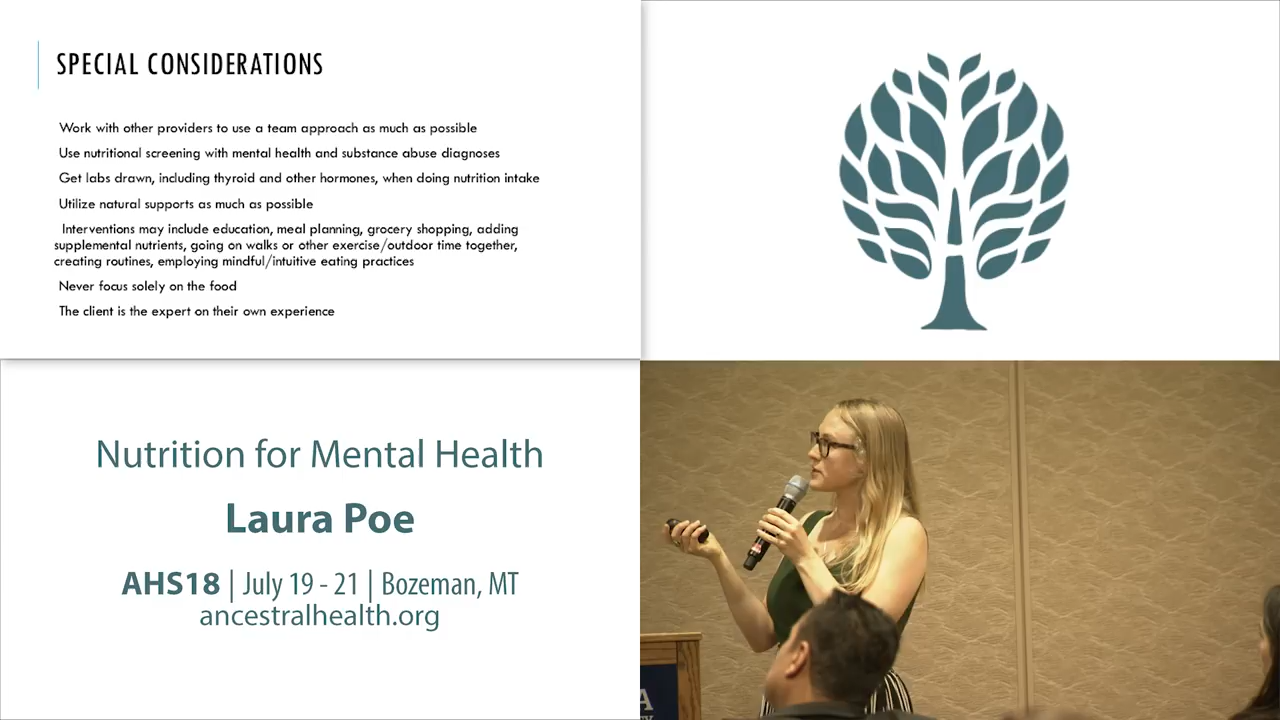 SPECIAL CONSIDERATIONS
Work with other providers to use a team approach as much as possible
Use nutritional screening with mental health and substance abuse diagnoses
Get labs drawn, including thyroid and other hormones, when doing nutrition intake
Utilize natural supports as much as possible
Interventions may include education, meal planning, grocery shopping, adding
supplemental nutrients, going on walks or other exercise/outdoor time together,
creating routines, employing mindful/intuitive eating practices
Never focus solely on the food
The client is the expert on their own experience
Nutrition for Mental Health
Laura Poe
AHS18 | July 19 - 21 | Bozeman, MT
ancestralhealth.org